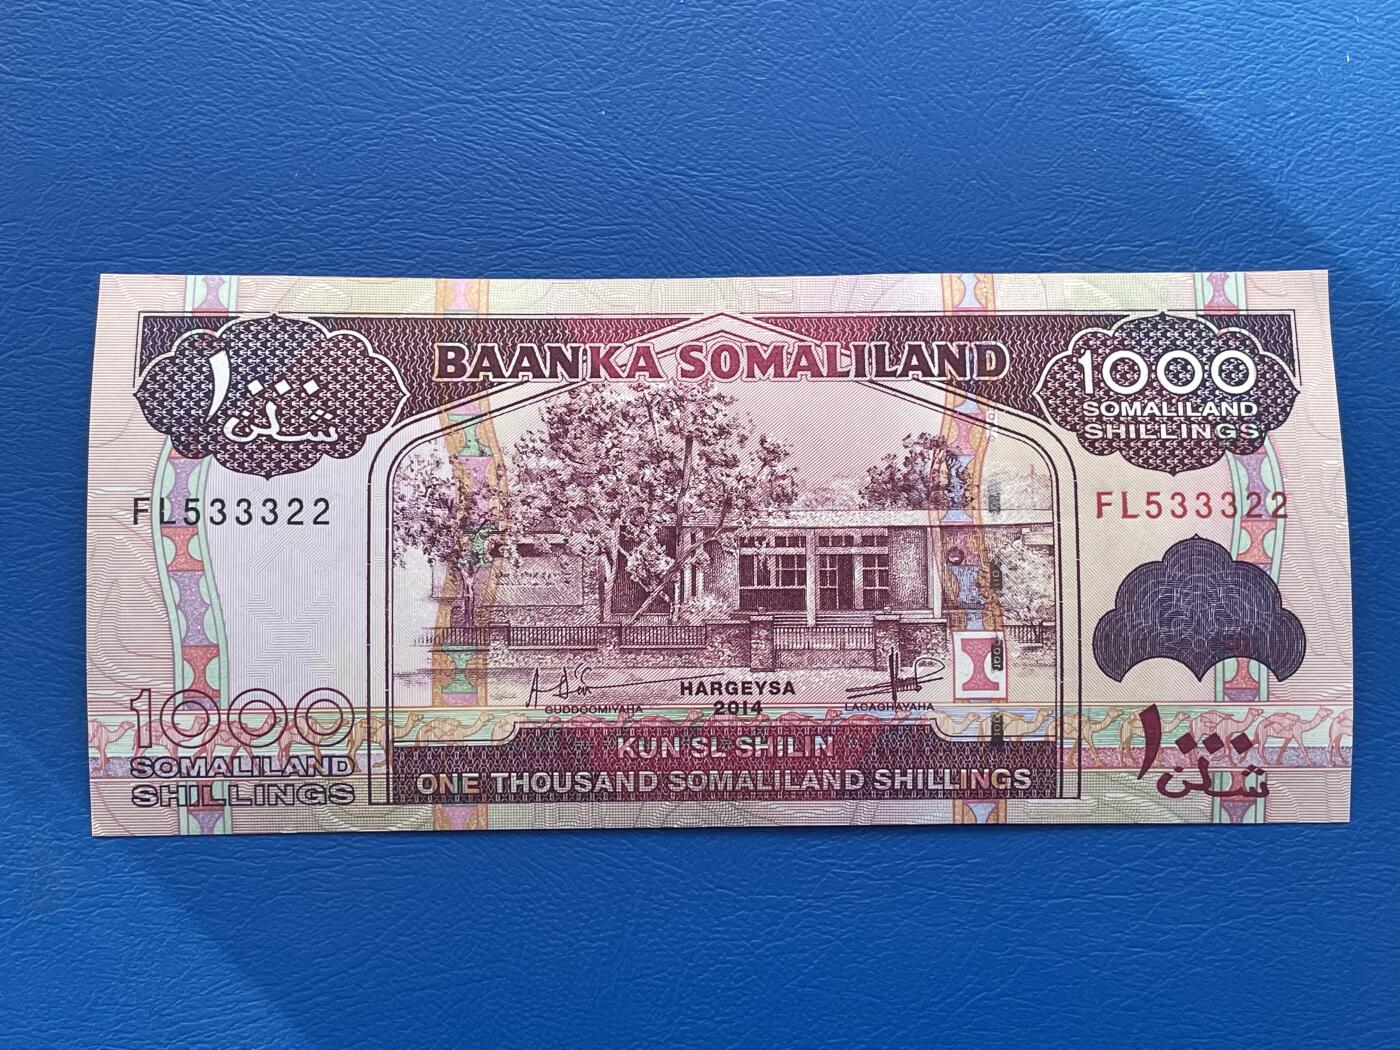 BAANKA SOMALILAND
١٠٠٠
شلن
1000
SOMALILAND
SHILLINGS
FL533322
FL533322
HARGEYSA
2014
GUDDOOMIYAHA
LACAGHAYAHA
1000
SOMALILAND
SHILLINGS
KUN SL SHILIN
ONE THOUSAND SOMALILAND SHILLINGS
١٠٠٠
شلن